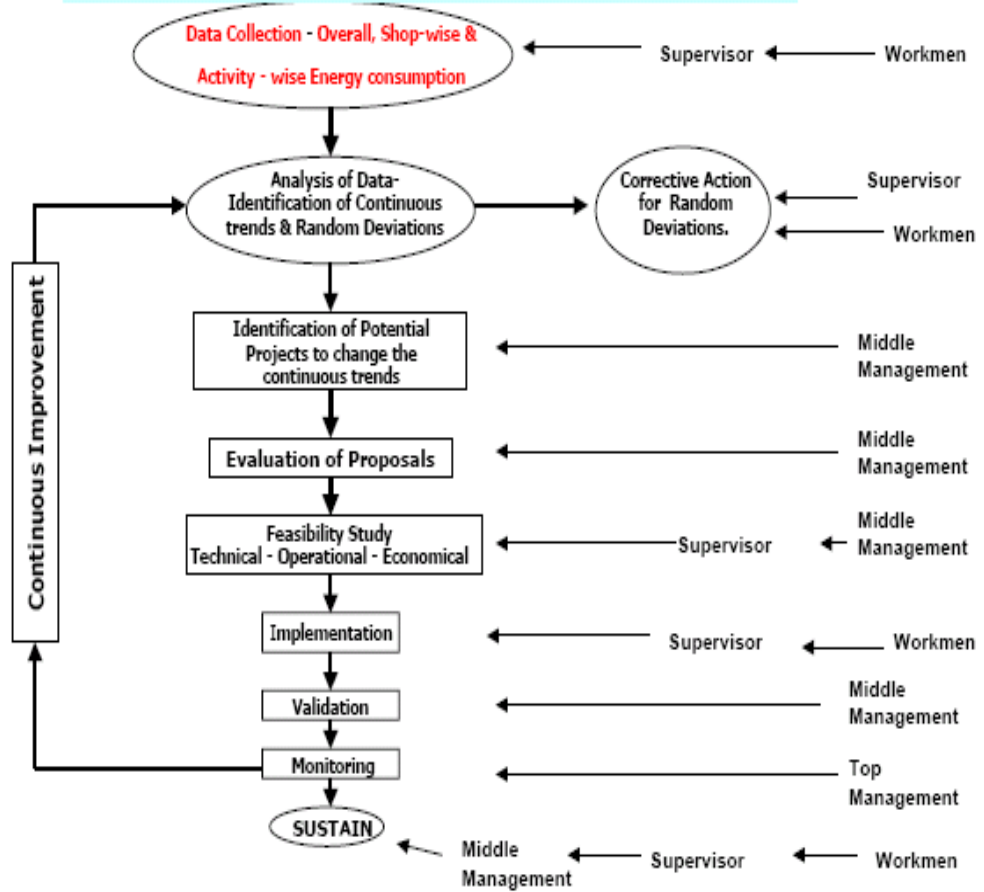 Data Collection - Overall, Shop-wise &
Activity - wise Energy consumption
Supervisor
Workmen
Analysis of Data-
Identification of Continuous
trends & Random Deviations
Corrective Action
for Random
Deviations.
Supervisor
Workmen
Continuous Improvement
Identification of Potential
Projects to change the
continuous trends
Middle
Management
Evaluation of Proposals
Middle
Management
Feasibility Study
Technical - Operational - Economical
Supervisor
Middle
Management
Implementation
Supervisor
Workmen
Validation
Middle
Management
Monitoring
Top
Management
SUSTAIN
Middle
Management
Supervisor
Workmen